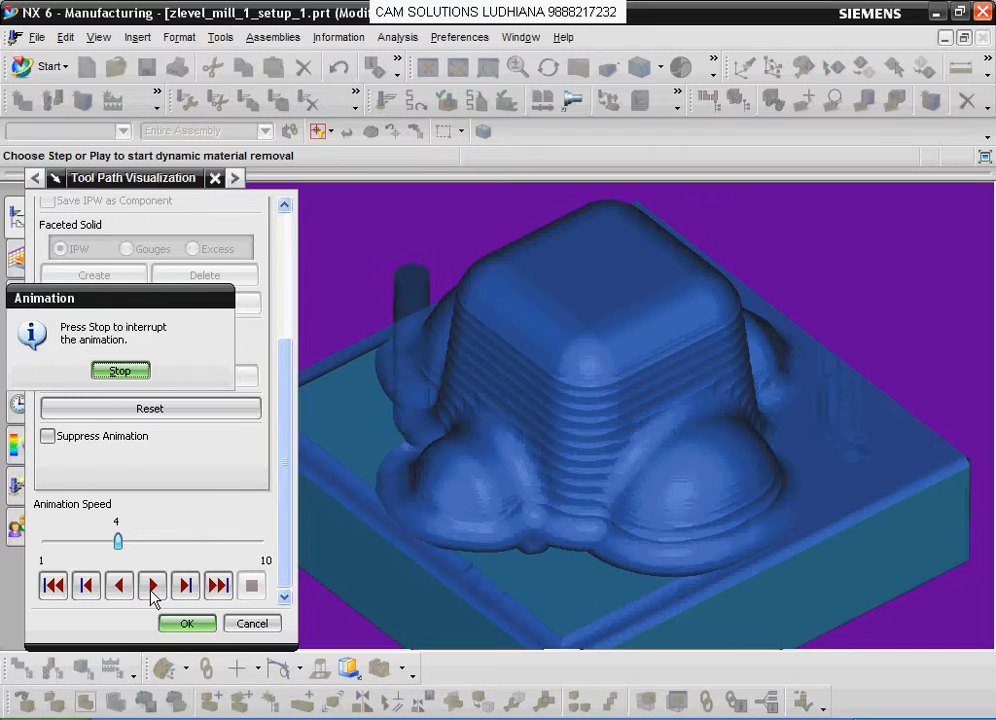 NX 6 - Manufacturing - [zlevel_mill_1_setup_1.prt (Modi
CAM SOLUTIONS LUDHIANA 9888217232
SIEMENS
File Edit View Insert Format Tools Assemblies Information Analysis Preferences Window Help
Start
Entire Assembly
Choose Step or Play to start dynamic material removal
Tool Path Visualization
Save IPW as Component
Faceted Solid
IPW Gouges Excess
Create Delete
Animation
Press Stop to interrupt
the animation.
Stop
Reset
Suppress Animation
Animation Speed
4
1 10
OK Cancel